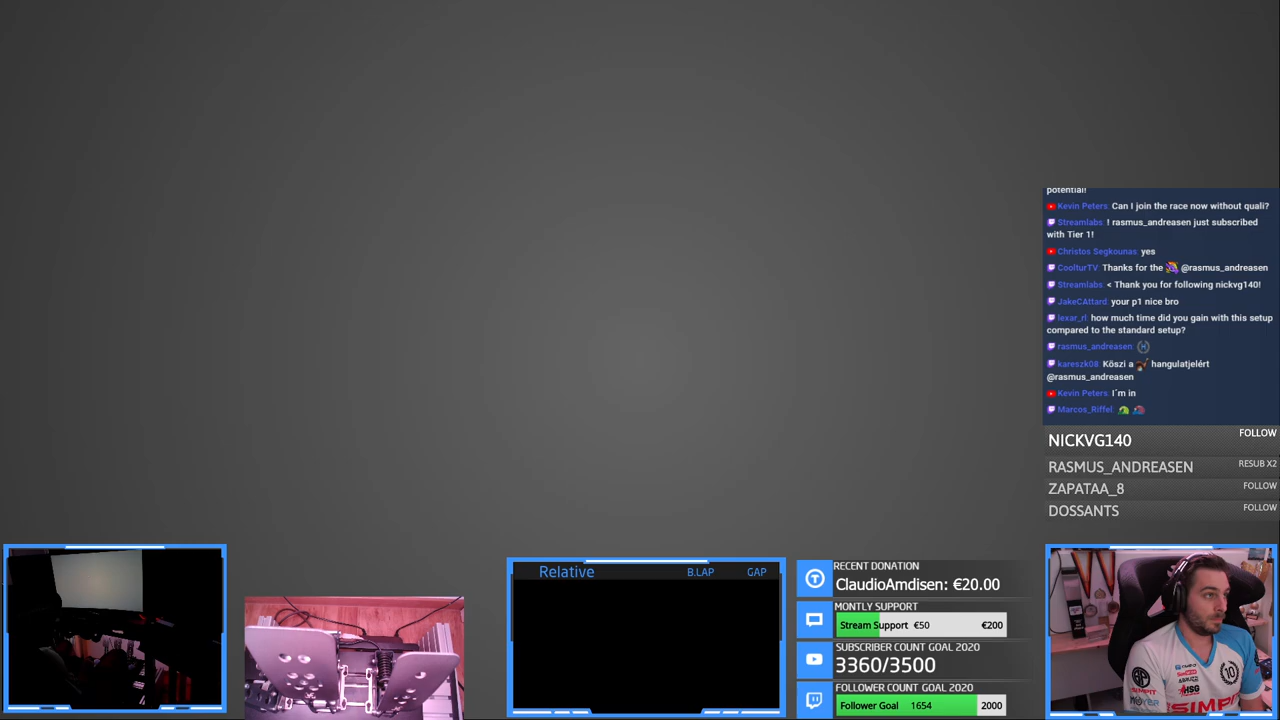 potential!
Kevin Peters: Can I join the race now without quali?
Streamlabs: ! rasmus_andreasen just subscribed
with Tier 1!
Christos Segkounas: yes
CoolturTV: Thanks for the @rasmus_andreasen
Streamlabs: < Thank you for following nickvg140!
JakeCAttard: your p1 nice bro
lexar_rl: how much time did you gain with this setup
compared to the standard setup?
rasmus_andreasen:
kareszk08: Köszi a hangulatjelért
@rasmus_andreasen
Kevin Peters: I´m in
Marcos_Riffel:
NICKVG140 FOLLOW
RASMUS_ANDREASEN RESUB X2
ZAPATAA_8 FOLLOW
DOSSANTS FOLLOW
Relative B.LAP GAP
RECENT DONATION
ClaudioAmdisen: €20.00
MONTLY SUPPORT
Stream Support €50 €200
SUBSCRIBER COUNT GOAL 2020
3360/3500
FOLLOWER COUNT GOAL 2020
Follower Goal 1654 2000
SIMPIT
HSG
SIMPIT